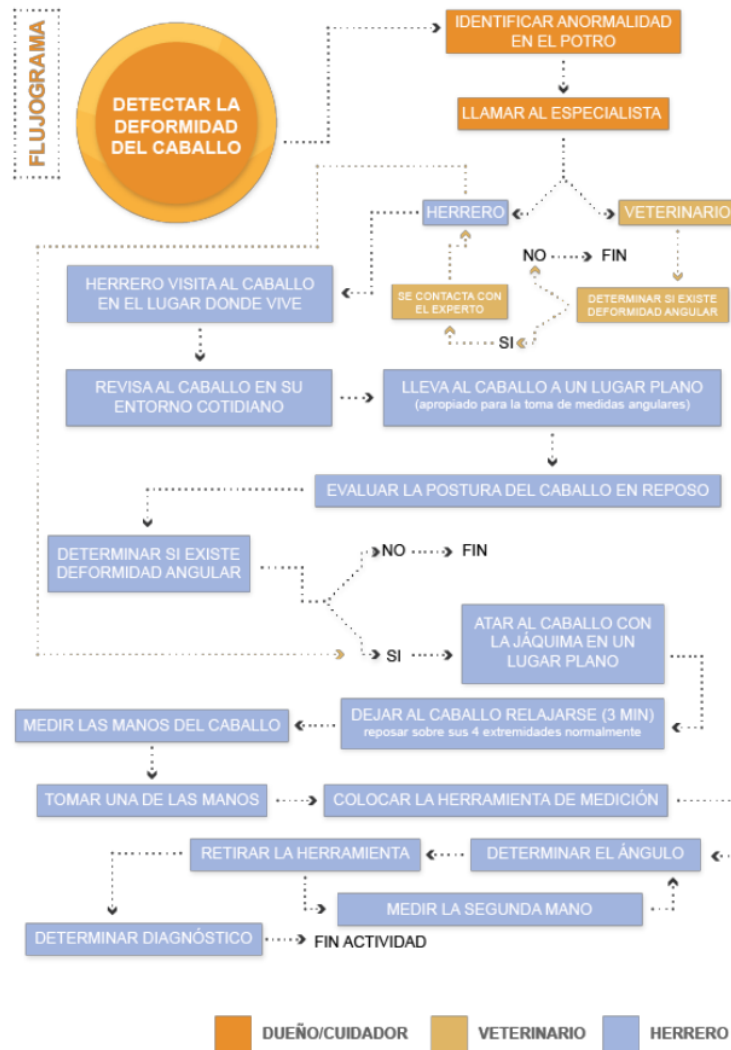 FLUJOGRAMA
DETECTAR LA
DEFORMIDAD
DEL CABALLO
IDENTIFICAR ANORMALIDAD
EN EL POTRO
LLAMAR AL ESPECIALISTA
HERRERO
VETERINARIO
NO
FIN
SE CONTACTA CON
EL EXPERTO
DETERMINAR SI EXISTE
DEFORMIDAD ANGULAR
SI
HERRERO VISITA AL CABALLO
EN EL LUGAR DONDE VIVE
REVISA AL CABALLO EN SU
ENTORNO COTIDIANO
LLEVA AL CABALLO A UN LUGAR PLANO
(apropiado para la toma de medidas angulares)
EVALUAR LA POSTURA DEL CABALLO EN REPOSO
DETERMINAR SI EXISTE
DEFORMIDAD ANGULAR
NO
FIN
SI
ATAR AL CABALLO CON
LA JÁQUIMA EN UN
LUGAR PLANO
DEJAR AL CABALLO RELAJARSE (3 MIN)
reposar sobre sus 4 extremidades normalmente
MEDIR LAS MANOS DEL CABALLO
TOMAR UNA DE LAS MANOS
COLOCAR LA HERRAMIENTA DE MEDICIÓN
RETIRAR LA HERRAMIENTA
DETERMINAR EL ÁNGULO
MEDIR LA SEGUNDA MANO
DETERMINAR DIAGNÓSTICO
FIN ACTIVIDAD
DUEÑO/CUIDADOR
VETERINARIO
HERRERO